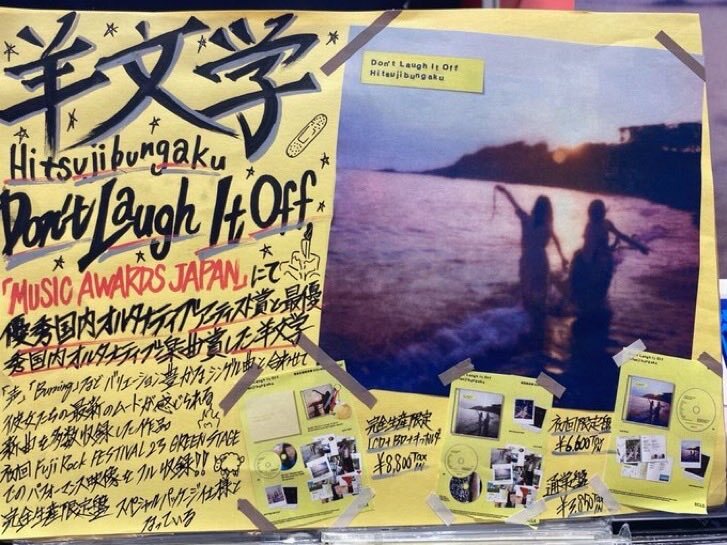 羊文学
Hitsujibungaku
Don't Laugh It Off
「MUSIC AWARDS JAPAN」にて
優秀国内オルタナティブアーティスト賞と最優
秀国内オルタナティブ楽曲賞した羊文学
「声」「Burning」などバリエーション豊かなシングル曲と合わせて
彼女たちの最新のムードが感じられる
新曲を多数収録した作品
初回 Fuji Rock FESTIVAL 23 GREEN STAGE
でのパフォーマンス映像をフル収録!!
完全生産限定盤 スペシャルパッケージ仕様と
なっている
Don't Laugh It Off
Hitsujibungaku
完全生産限定
¥8,800 TAX IN
初回限定盤
¥6,600 TAX IN
通常盤